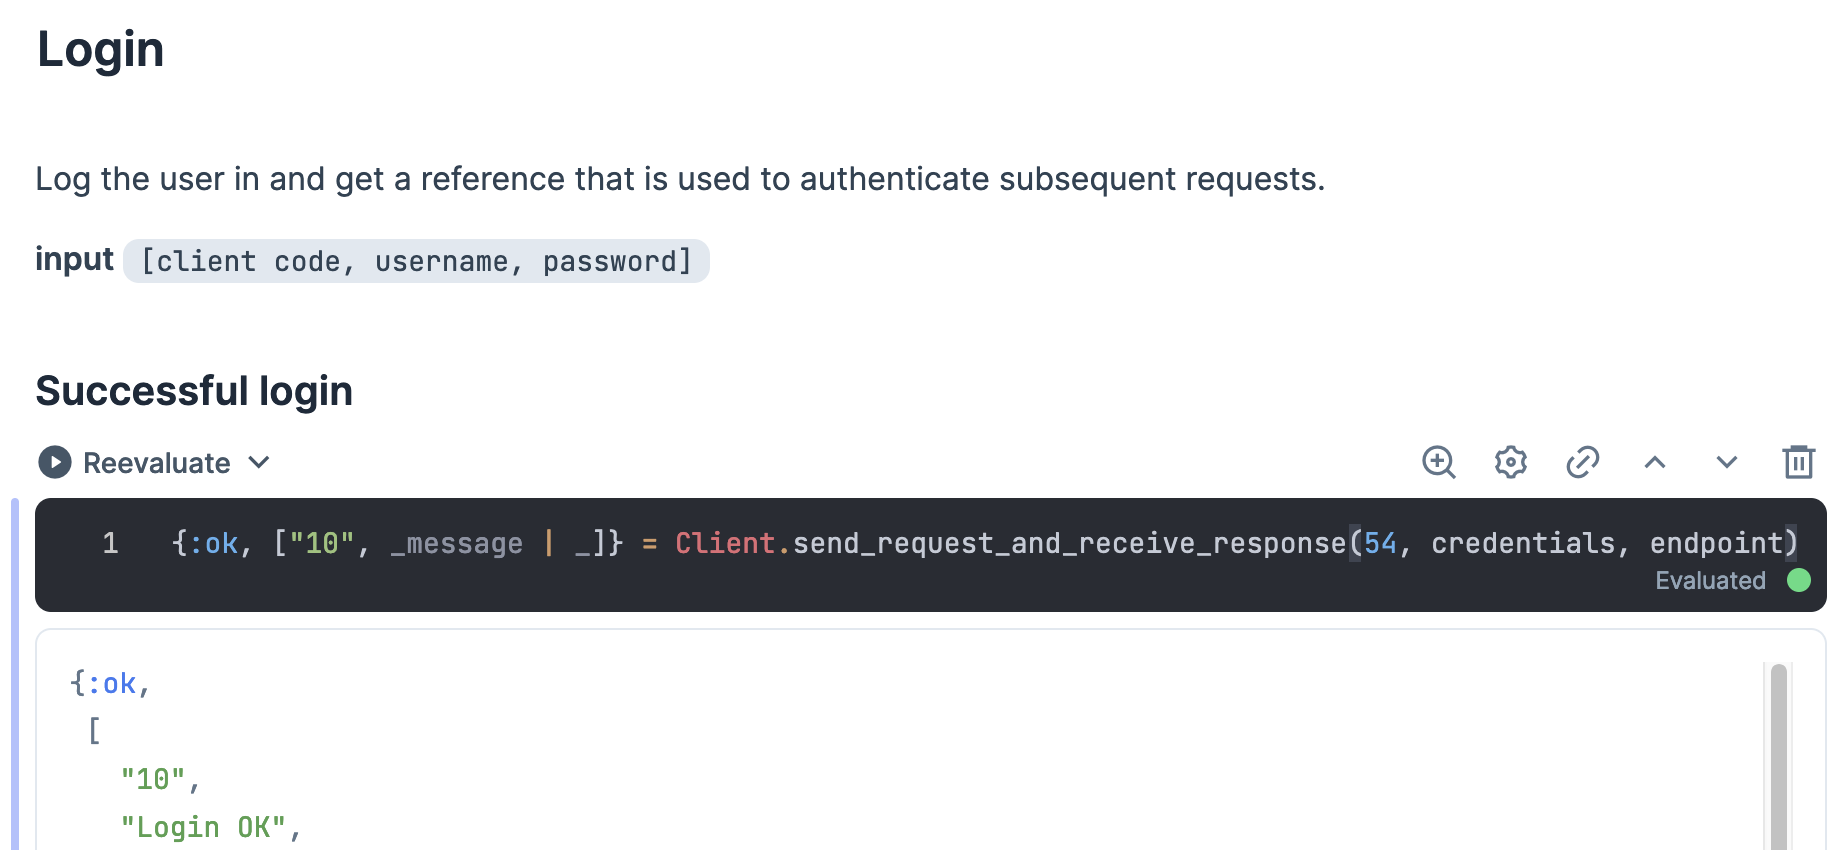 Login
Log the user in and get a reference that is used to authenticate subsequent requests.
input [client code, username, password]
Successful login
Reevaluate
1 {:ok, ["10", _message | _]} = Client.send_request_and_receive_response(54, credentials, endpoint)
Evaluated
{:ok,
[
"10",
"Login OK",